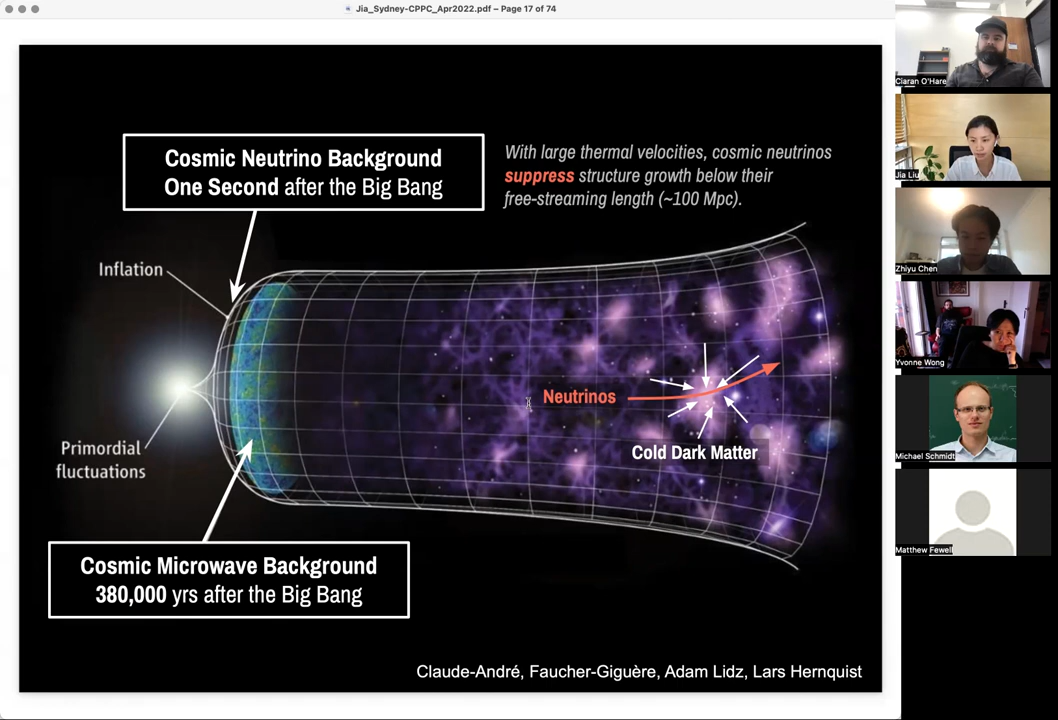 Jia_Sydney-CPPC_Apr2022.pdf – Page 17 of 74
Cosmic Neutrino Background
One Second after the Big Bang
With large thermal velocities, cosmic neutrinos
suppress structure growth below their
free-streaming length (~100 Mpc).
Inflation
Primordial
fluctuations
Neutrinos
Cold Dark Matter
Cosmic Microwave Background
380,000 yrs after the Big Bang
Claude-André, Faucher-Giguère, Adam Lidz, Lars Hernquist
Ciaran O'Hare
Jia Liu
Zhiyu Chen
Yvonne Wong
Michael Schmidt
Matthew Fewell